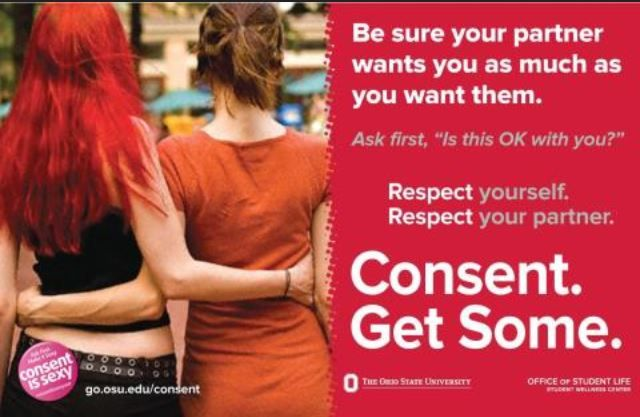 Be sure your partner
wants you as much as
you want them.
Ask first, "Is this OK with you?"
Respect yourself.
Respect your partner.
Consent.
Get Some.
consent
is sexy
go.osu.edu/consent
THE OHIO STATE UNIVERSITY
OFFICE OF STUDENT LIFE
STUDENT WELLNESS CENTER